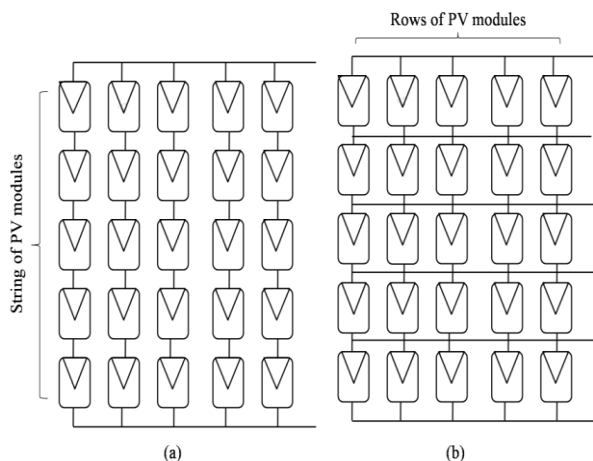 Rows of PV modules
String of PV modules
(a)
(b)